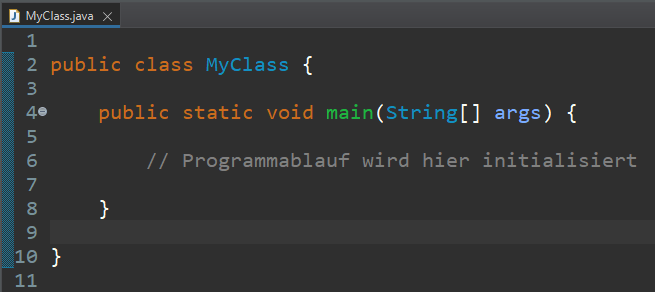 MyClass.java
1
2 public class MyClass {
3
4 public static void main(String[] args) {
5
6 // Programmablauf wird hier initialisiert
7
8 }
9
10 }
11